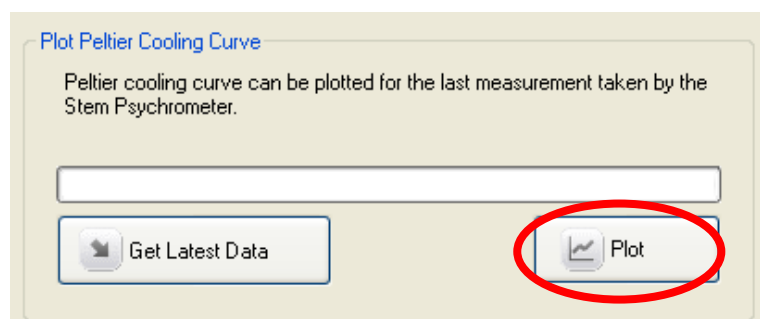 Plot Peltier Cooling Curve
Peltier cooling curve can be plotted for the last measurement taken by the
Stem Psychrometer.
Get Latest Data
Plot